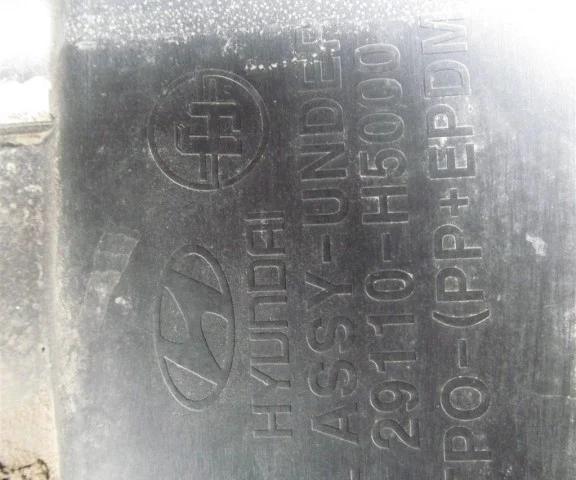 HYUNDAI
- ASSY-UNDER
29110-H5000
TPO-(PP+EPDM